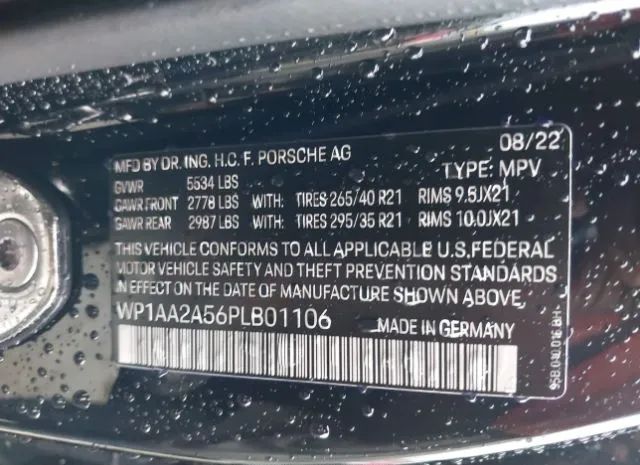 MFD BY DR. ING. H.C. F. PORSCHE AG 08/22
GVWR 5534 LBS TYPE: MPV
GAWR FRONT 2778 LBS WITH: TIRES 265/40 R21 RIMS 9.5JX21
GAWR REAR 2987 LBS WITH: TIRES 295/35 R21 RIMS 10.0JX21
THIS VEHICLE CONFORMS TO ALL APPLICABLE U.S.FEDERAL
MOTOR VEHICLE SAFETY AND THEFT PREVENTION STANDARDS
IN EFFECT ON THE DATE OF MANUFACTURE SHOWN ABOVE.
WP1AA2A56PLB01106 MADE IN GERMANY